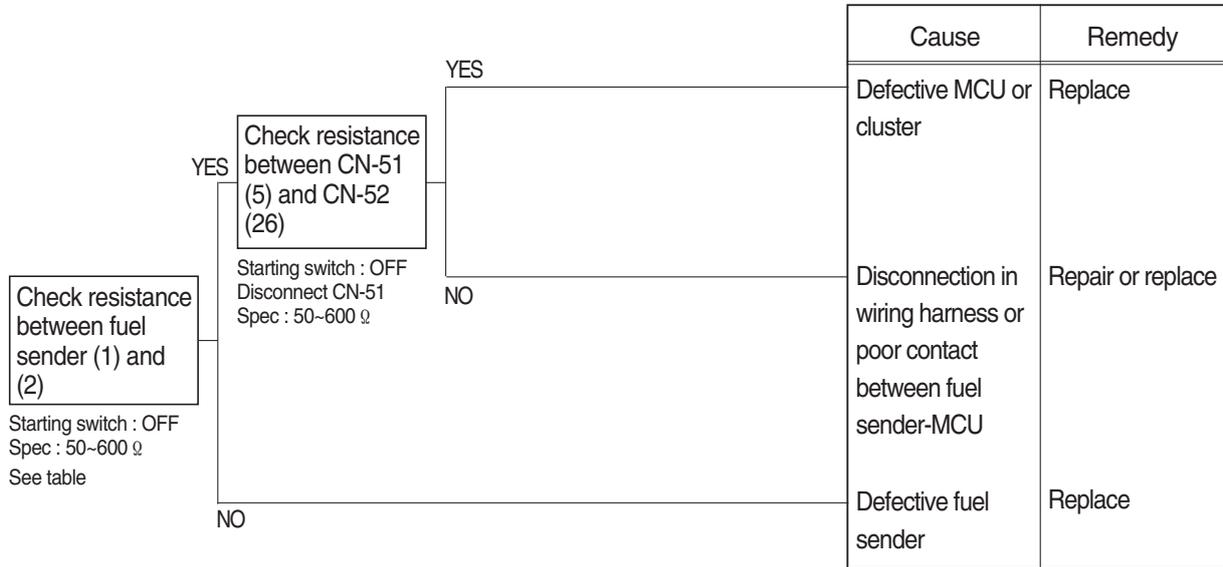 Cause
Remedy
YES
Defective MCU or
cluster
Replace
Check resistance
between CN-51
(5) and CN-52
(26)
YES
Starting switch : OFF
Disconnect CN-51
Spec : 50~600 Ω
NO
Disconnection in
wiring harness or
poor contact
between fuel
sender-MCU
Repair or replace
Check resistance
between fuel
sender (1) and
(2)
Starting switch : OFF
Spec : 50~600 Ω
See table
NO
Defective fuel
sender
Replace